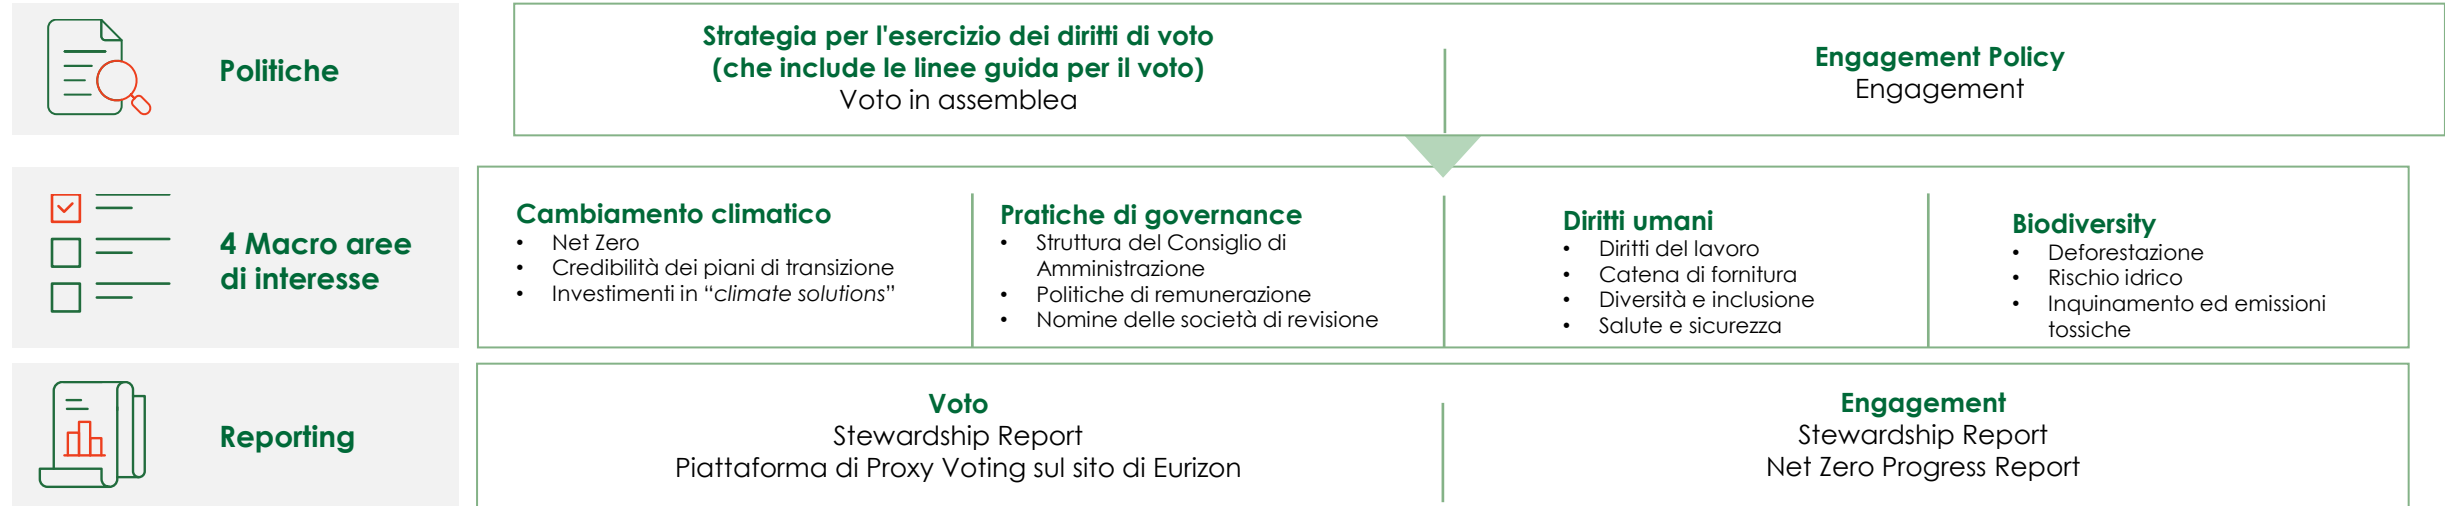 Politiche
Strategia per l'esercizio dei diritti di voto
(che include le linee guida per il voto)
Voto in assemblea
Engagement Policy
Engagement
4 Macro aree
di interesse
Cambiamento climatico
• Net Zero
• Credibilità dei piani di transizione
• Investimenti in “climate solutions”
Pratiche di governance
• Struttura del Consiglio di
Amministrazione
• Politiche di remunerazione
• Nomine delle società di revisione
Diritti umani
• Diritti del lavoro
• Catena di fornitura
• Diversità e inclusione
• Salute e sicurezza
Biodiversity
• Deforestazione
• Rischio idrico
• Inquinamento ed emissioni
tossiche
Reporting
Voto
Stewardship Report
Piattaforma di Proxy Voting sul sito di Eurizon
Engagement
Stewardship Report
Net Zero Progress Report